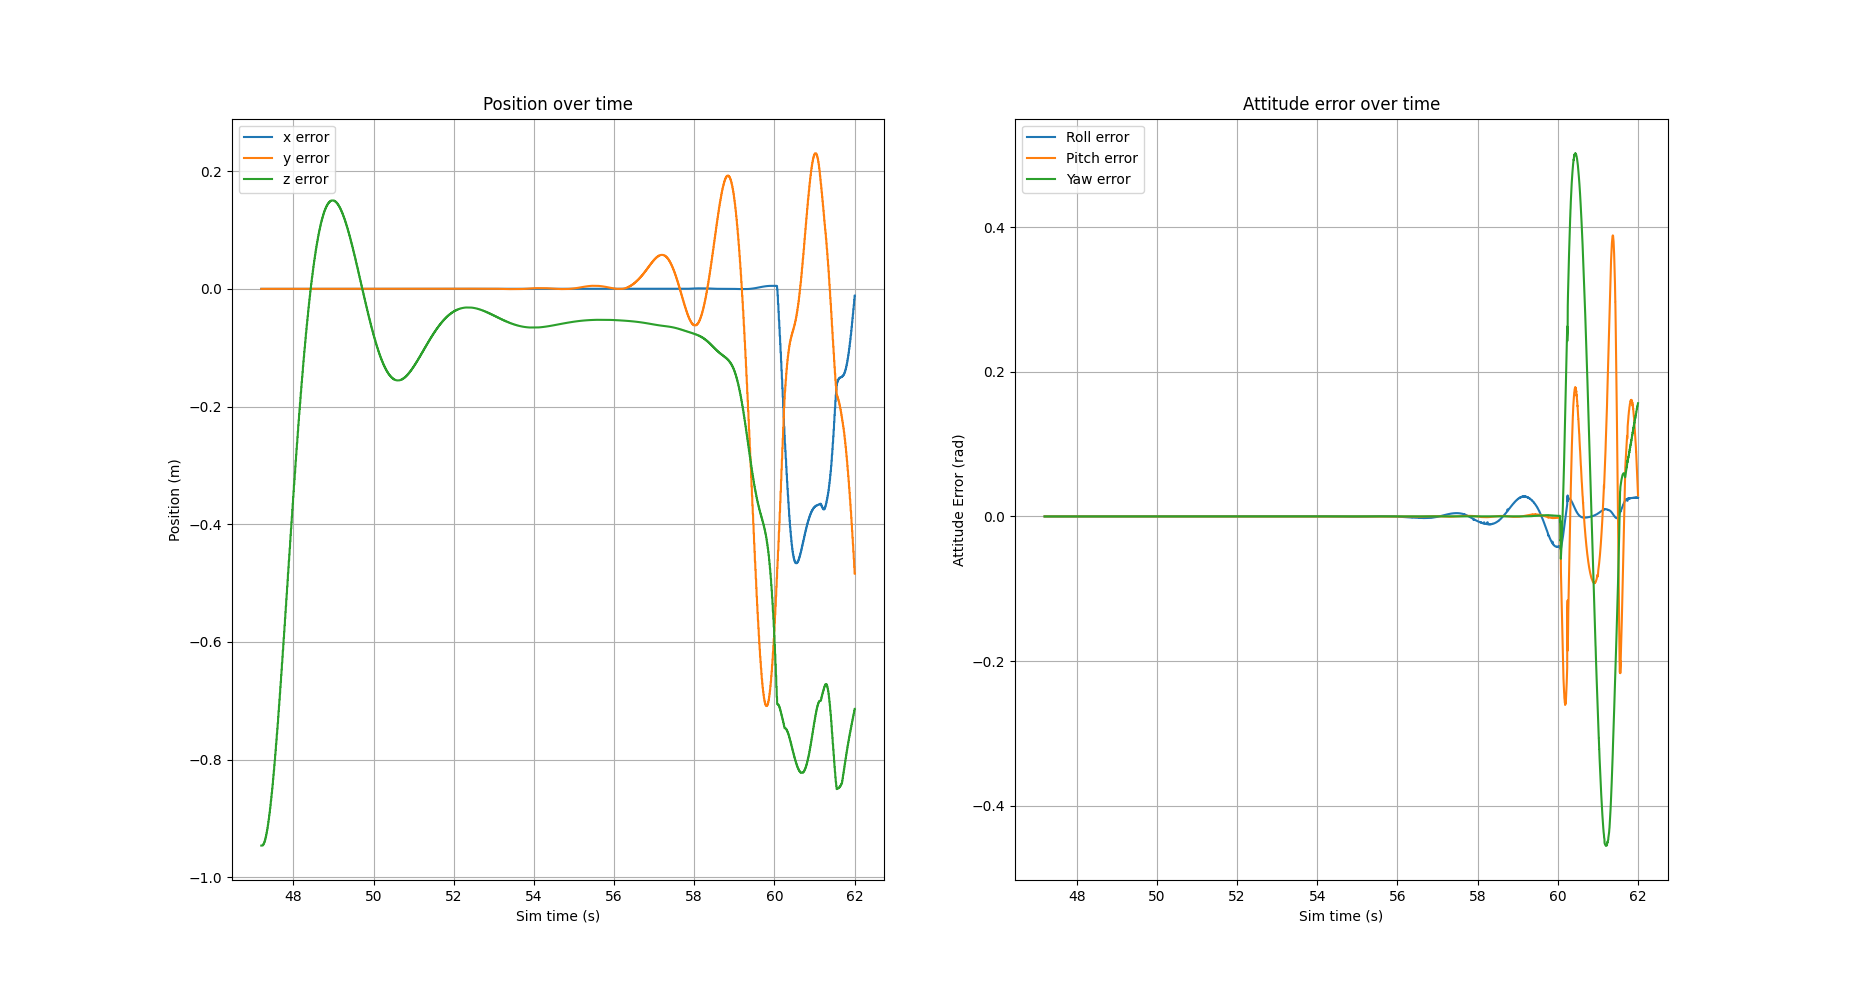 Position over time
x error
y error
z error
0.2
0.0
−0.2
−0.4
−0.6
−0.8
−1.0
Position (m)
48 50 52 54 56 58 60 62
Sim time (s)
Attitude error over time
Roll error
Pitch error
Yaw error
0.4
0.2
0.0
−0.2
−0.4
Attitude Error (rad)
48 50 52 54 56 58 60 62
Sim time (s)